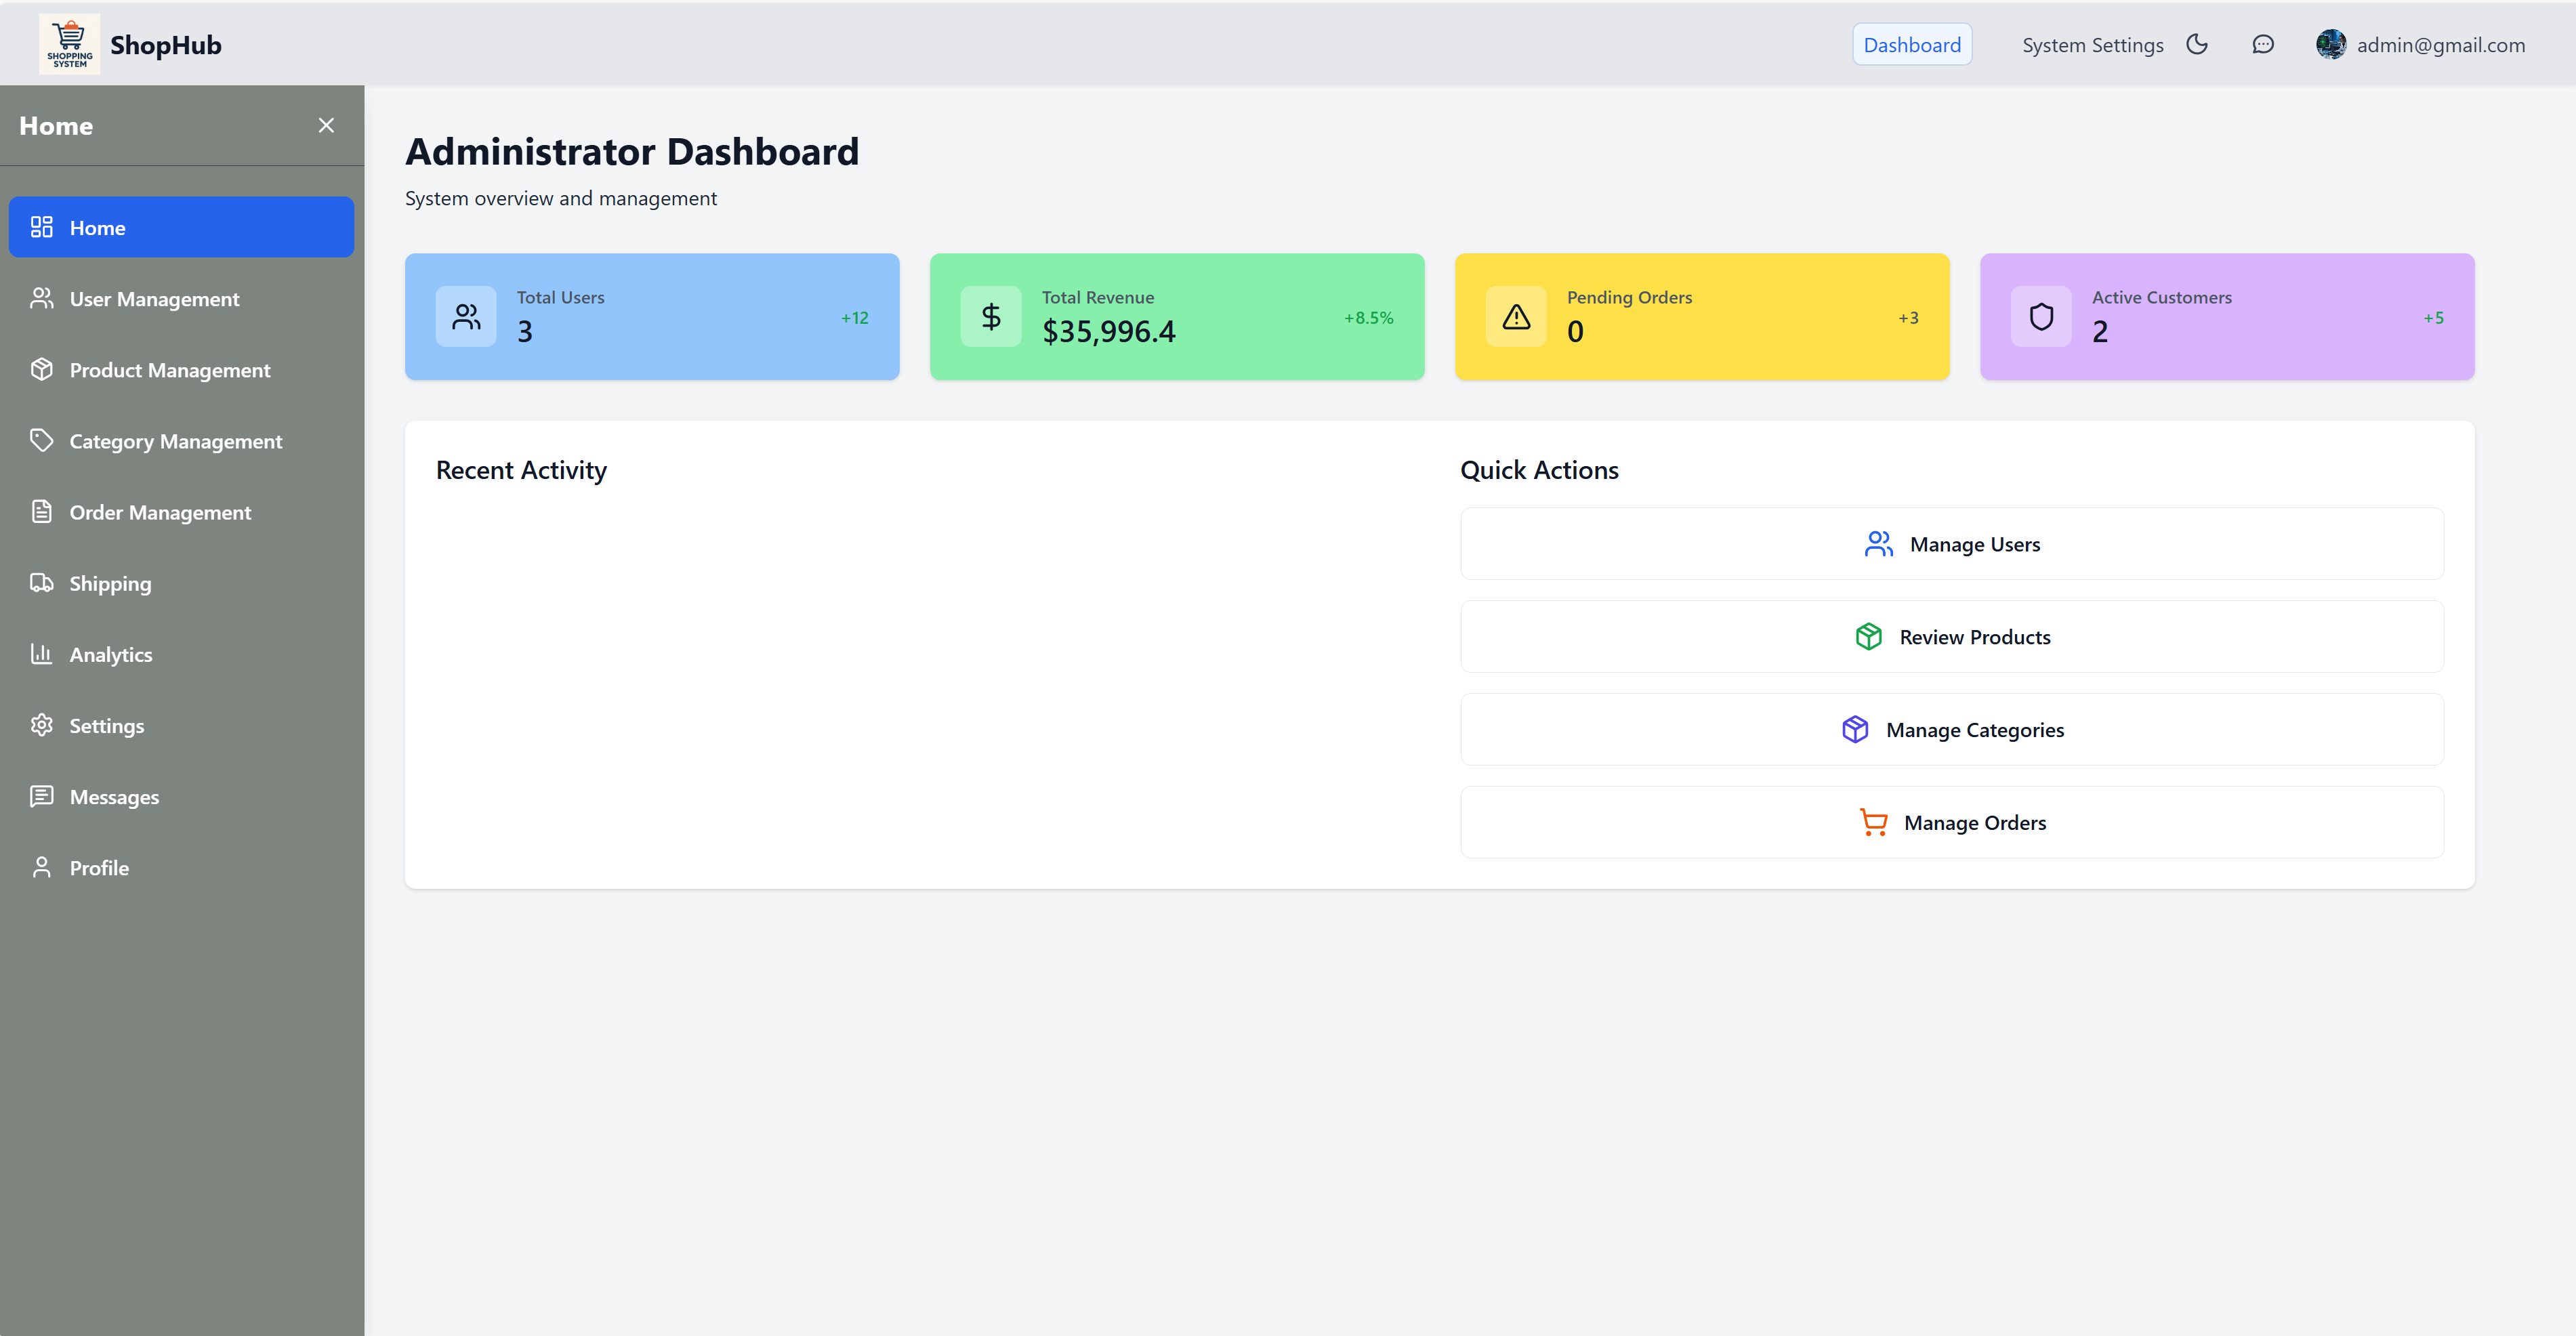 SHOPPING
SYSTEM
ShopHub
Dashboard
System Settings
admin@gmail.com
Home
Home
User Management
Product Management
Category Management
Order Management
Shipping
Analytics
Settings
Messages
Profile
Administrator Dashboard
System overview and management
Total Users
3
+12
Total Revenue
$35,996.4
+8.5%
Pending Orders
0
+3
Active Customers
2
+5
Recent Activity
Quick Actions
Manage Users
Review Products
Manage Categories
Manage Orders